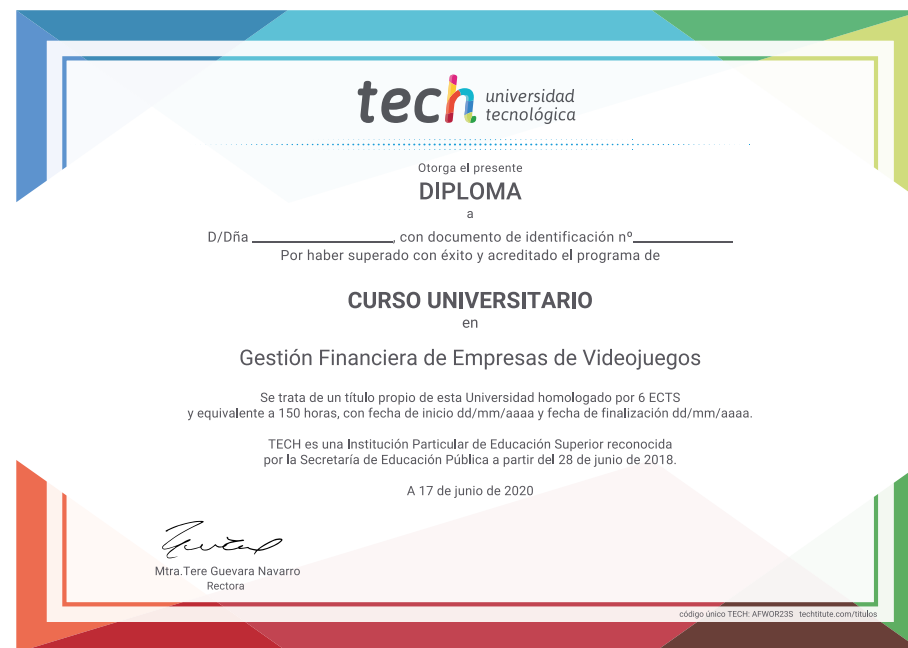 tech universidad
tecnológica
Otorga el presente
DIPLOMA
a
D/Dña ____________________, con documento de identificación nº______________
Por haber superado con éxito y acreditado el programa de
CURSO UNIVERSITARIO
en
Gestión Financiera de Empresas de Videojuegos
Se trata de un título propio de esta Universidad homologado por 6 ECTS
y equivalente a 150 horas, con fecha de inicio dd/mm/aaaa y fecha de finalización dd/mm/aaaa.
TECH es una Institución Particular de Educación Superior reconocida
por la Secretaría de Educación Pública a partir del 28 de junio de 2018.
A 17 de junio de 2020
Mtra.Tere Guevara Navarro
Rectora
código único TECH: AFWOR23S techtitute.com/titulos